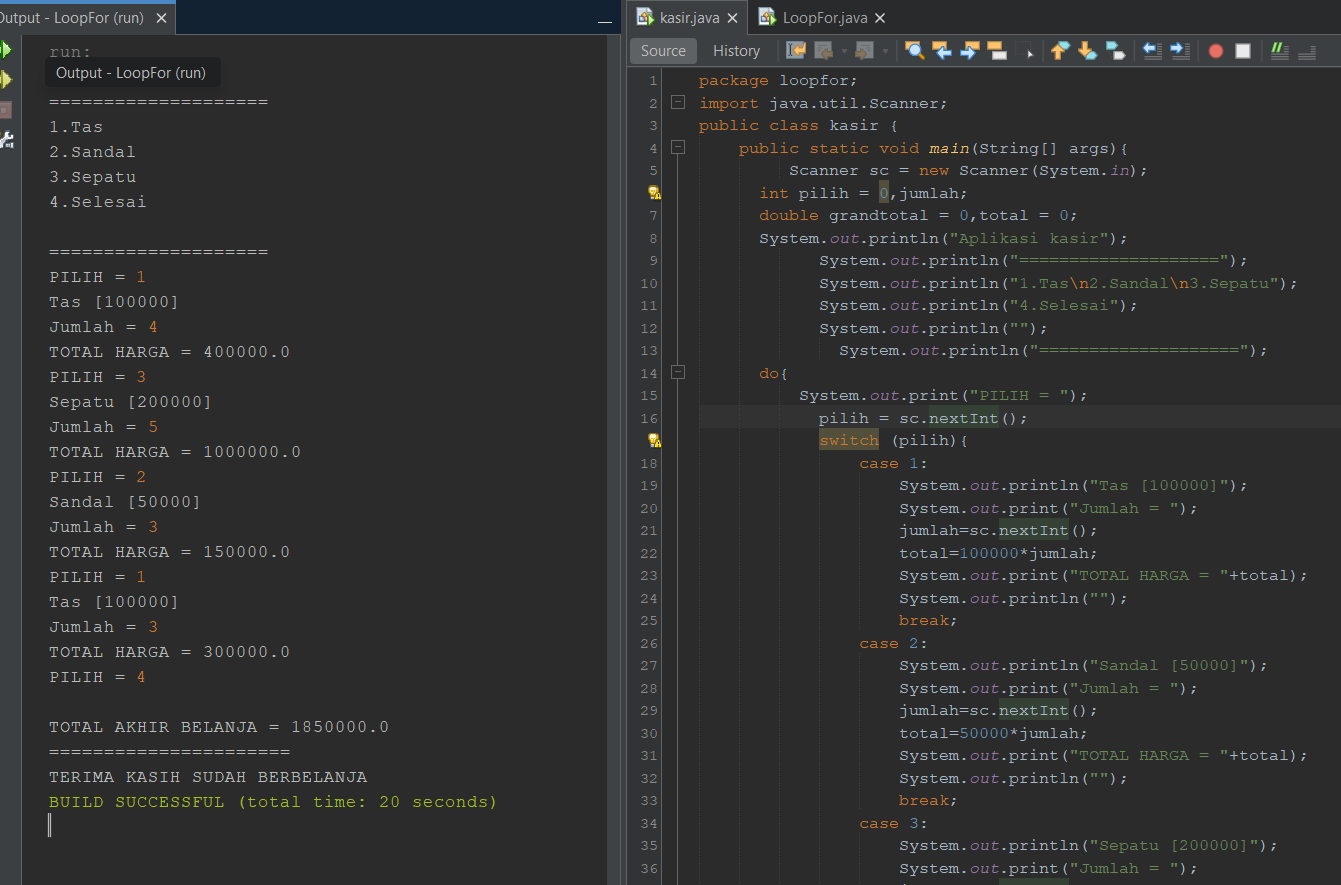 Output - LoopFor (run) ×
run:
Output - LoopFor (run)
====================
1.Tas
2.Sandal
3.Sepatu
4.Selesai
====================
PILIH = 1
Tas [100000]
Jumlah = 4
TOTAL HARGA = 400000.0
PILIH = 3
Sepatu [200000]
Jumlah = 5
TOTAL HARGA = 1000000.0
PILIH = 2
Sandal [50000]
Jumlah = 3
TOTAL HARGA = 150000.0
PILIH = 1
Tas [100000]
Jumlah = 3
TOTAL HARGA = 300000.0
PILIH = 4
TOTAL AKHIR BELANJA = 1850000.0
======================
TERIMA KASIH SUDAH BERBELANJA
BUILD SUCCESSFUL (total time: 20 seconds)
kasir.java × LoopFor.java ×
Source History
1 package loopfor;
2 import java.util.Scanner;
3 public class kasir {
4 public static void main(String[] args){
5 Scanner sc = new Scanner(System.in);
int pilih = 0,jumlah;
7 double grandtotal = 0,total = 0;
8 System.out.println("Aplikasi kasir");
9 System.out.println("====================");
10 System.out.println("1.Tas\n2.Sandal\n3.Sepatu");
11 System.out.println("4.Selesai");
12 System.out.println("");
13 System.out.println("====================");
14 do{
15 System.out.print("PILIH = ");
16 pilih = sc.nextInt();
switch (pilih){
18 case 1:
19 System.out.println("Tas [100000]");
20 System.out.print("Jumlah = ");
21 jumlah=sc.nextInt();
22 total=100000*jumlah;
23 System.out.print("TOTAL HARGA = "+total);
24 System.out.println("");
25 break;
26 case 2:
27 System.out.println("Sandal [50000]");
28 System.out.print("Jumlah = ");
29 jumlah=sc.nextInt();
30 total=50000*jumlah;
31 System.out.print("TOTAL HARGA = "+total);
32 System.out.println("");
33 break;
34 case 3:
35 System.out.println("Sepatu [200000]");
36 System.out.print("Jumlah = ");